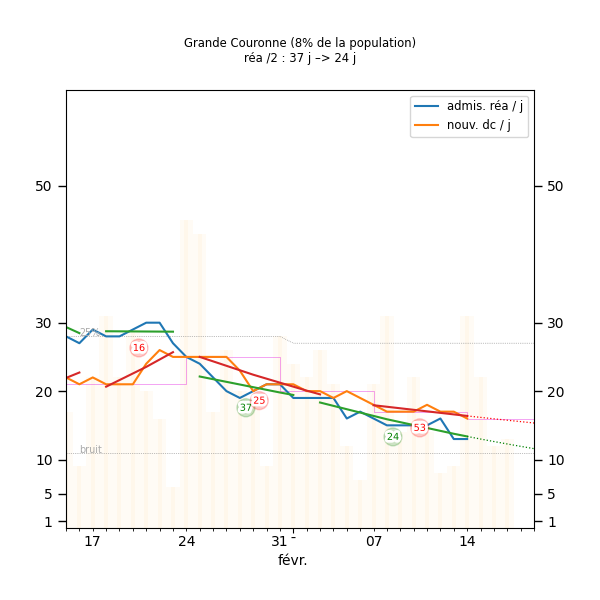 Grande Couronne (8% de la population)
réa /2 : 37 j –> 24 j
admis. réa / j
nouv. dc / j
50 50
30 30
25%
16
20 20
37 25
24 53
10 10
bruit
5 5
1 1
17 24 31 - 07 14
févr.